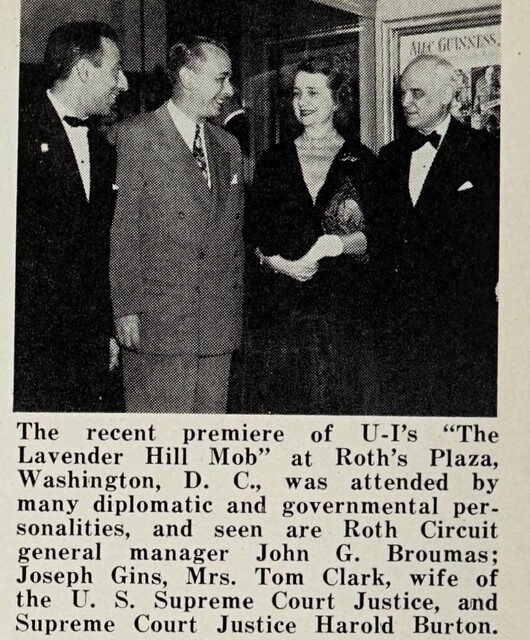 ALEC GUINNESS
The recent premiere of U-I's “The
Lavender Hill Mob” at Roth's Plaza,
Washington, D. C., was attended by
many diplomatic and governmental per-
sonalities, and seen are Roth Circuit
general manager John G. Broumas;
Joseph Gins, Mrs. Tom Clark, wife of
the U. S. Supreme Court Justice, and
Supreme Court Justice Harold Burton.